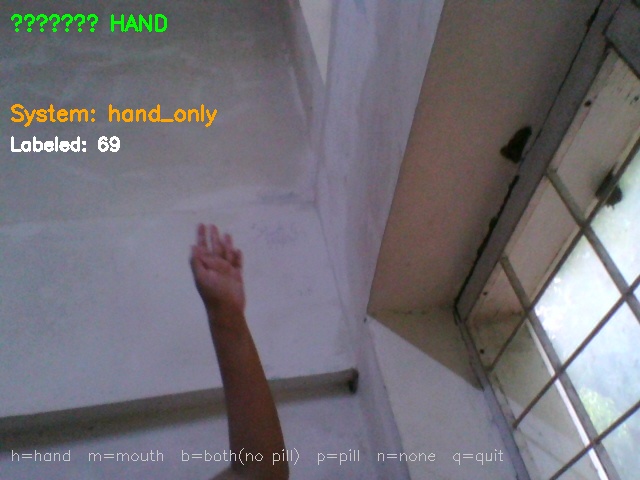 ??????? HAND
System: hand_only
Labeled: 69
h=hand m=mouth b=both(no pill) p=pill n=none q=quit